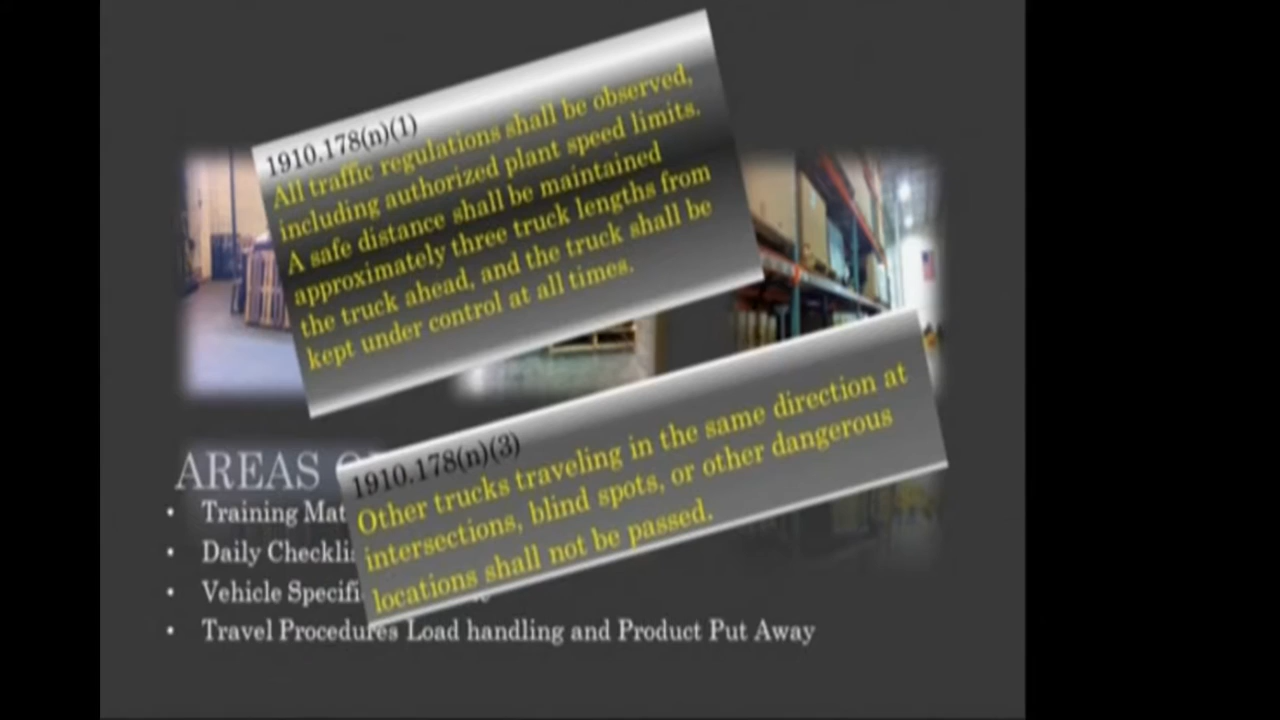 1910.178(n)(1)
All traffic regulations shall be observed,
including authorized plant speed limits.
A safe distance shall be maintained
approximately three truck lengths from
the truck ahead, and the truck shall be
kept under control at all times.
1910.178(n)(3)
Other trucks traveling in the same direction at
intersections, blind spots, or other dangerous
locations shall not be passed.
AREAS
• Training Mat
• Daily Checklis
• Vehicle Specifi
• Travel Procedures Load handling and Product Put Away